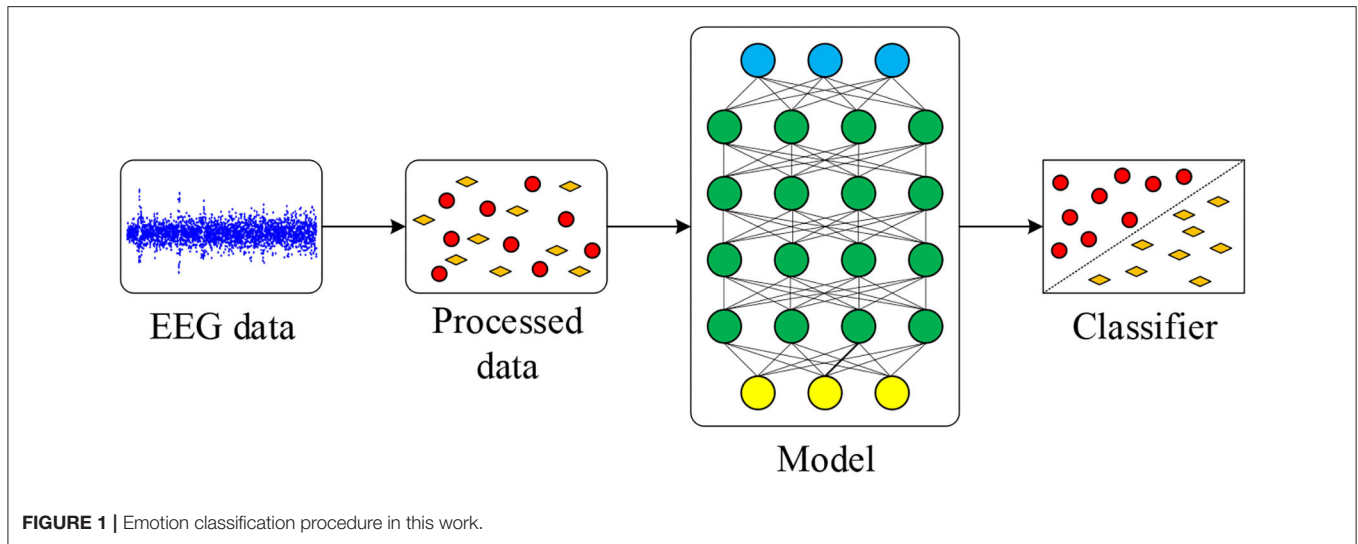 EEG data
Processed
data
Model
Classifier
FIGURE 1 | Emotion classification procedure in this work.